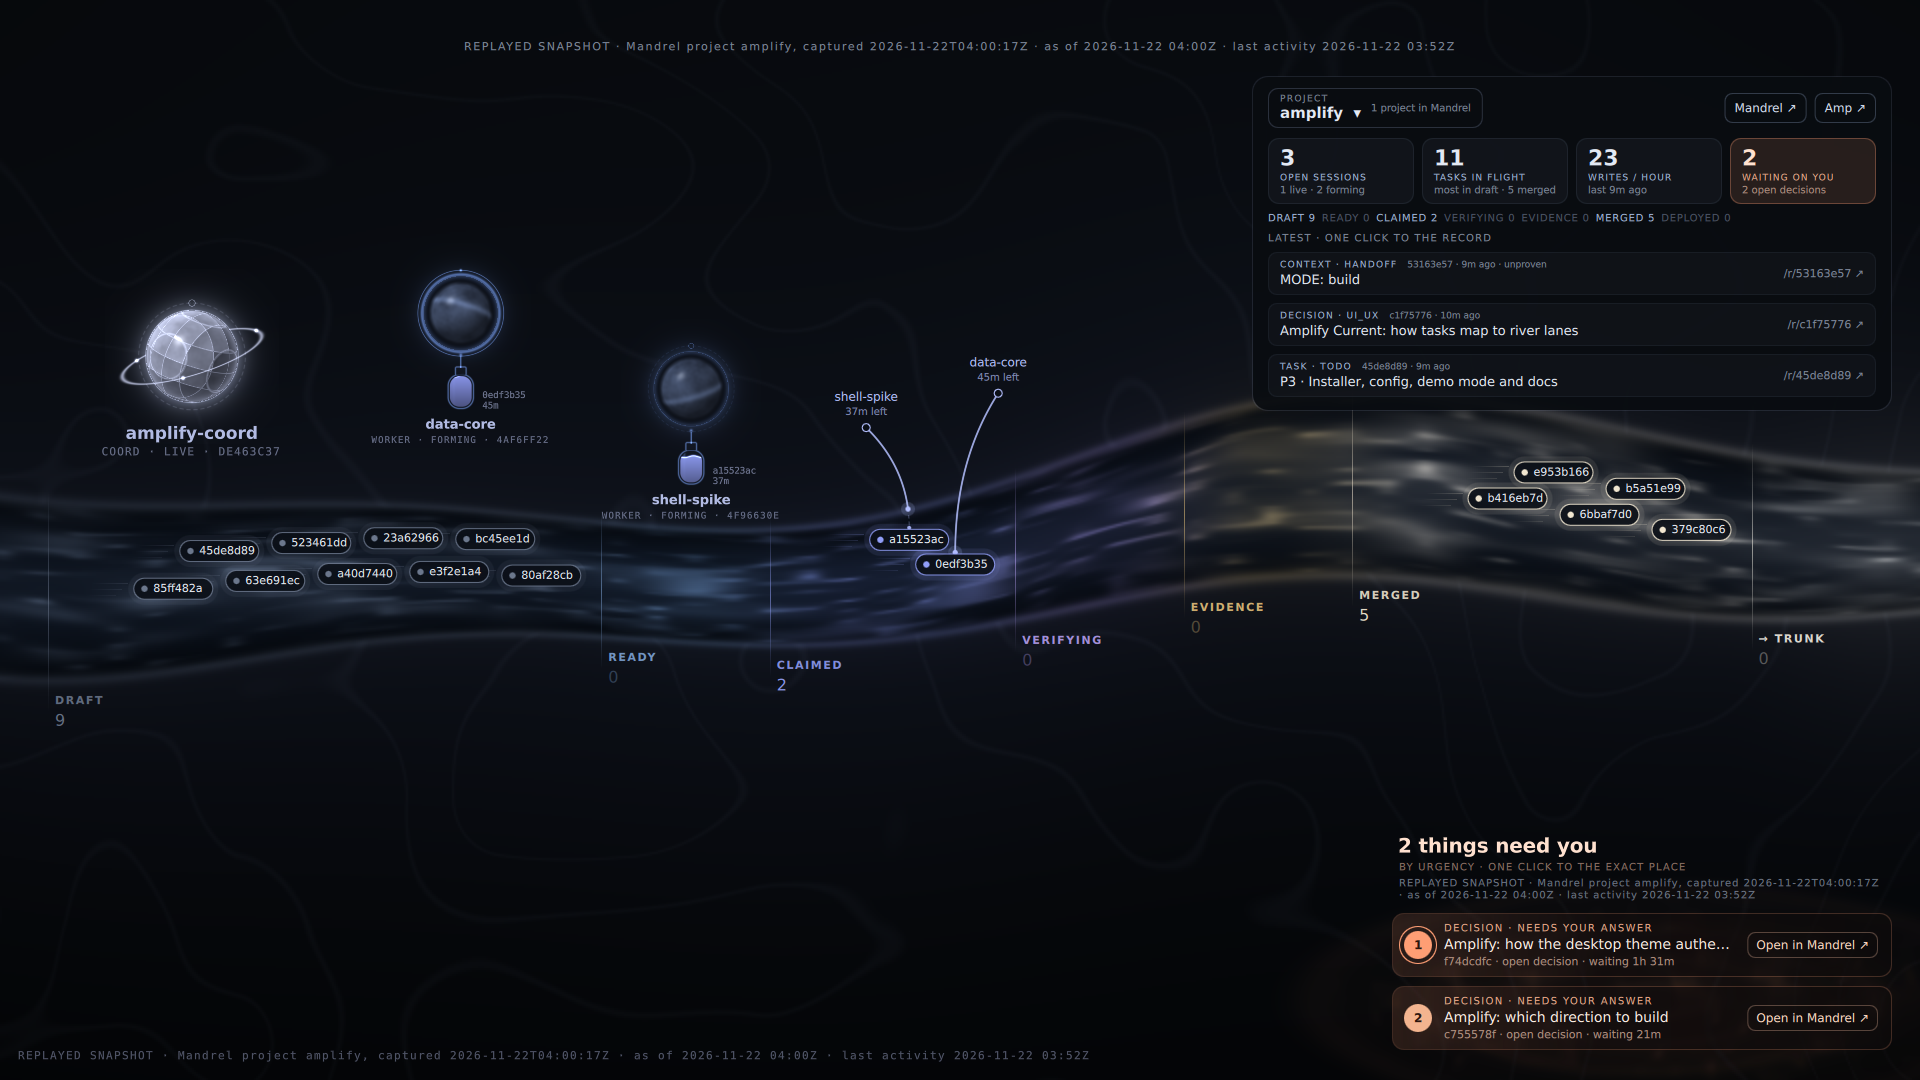 REPLAYED SNAPSHOT · Mandrel project amplify, captured 2026-11-22T04:00:17Z · as of 2026-11-22 04:00Z · last activity 2026-11-22 03:52Z
PROJECT
amplify ▾ 1 project in Mandrel
Mandrel ↗
Amp ↗
3
OPEN SESSIONS
1 live · 2 forming
11
TASKS IN FLIGHT
most in draft · 5 merged
23
WRITES / HOUR
last 9m ago
2
WAITING ON YOU
2 open decisions
DRAFT 9 READY 0 CLAIMED 2 VERIFYING 0 EVIDENCE 0 MERGED 5 DEPLOYED 0
LATEST · ONE CLICK TO THE RECORD
CONTEXT · HANDOFF 53163e57 · 9m ago · unproven
MODE: build
/r/53163e57 ↗
DECISION · UI_UX c1f75776 · 10m ago
Amplify Current: how tasks map to river lanes
/r/c1f75776 ↗
TASK · TODO 45de8d89 · 9m ago
P3 · Installer, config, demo mode and docs
/r/45de8d89 ↗
amplify-coord
COORD · LIVE · DE463C37
0edf3b35
45m
data-core
WORKER · FORMING · 4AF6FF22
a15523ac
37m
shell-spike
WORKER · FORMING · 4F96630E
shell-spike
37m left
data-core
45m left
45de8d89
523461dd
23a62966
bc45ee1d
85ff482a
63e691ec
a40d7440
e3f2e1a4
80af28cb
a15523ac
0edf3b35
e953b166
b5a51e99
b416eb7d
6bbaf7d0
379c80c6
DRAFT
9
READY
0
CLAIMED
2
VERIFYING
0
EVIDENCE
0
MERGED
5
→ TRUNK
0
2 things need you
BY URGENCY · ONE CLICK TO THE EXACT PLACE
REPLAYED SNAPSHOT · Mandrel project amplify, captured 2026-11-22T04:00:17Z
· as of 2026-11-22 04:00Z · last activity 2026-11-22 03:52Z
1
DECISION · NEEDS YOUR ANSWER
Amplify: how the desktop theme authe…
f74dcdfc · open decision · waiting 1h 31m
Open in Mandrel ↗
2
DECISION · NEEDS YOUR ANSWER
Amplify: which direction to build
c755578f · open decision · waiting 21m
Open in Mandrel ↗
REPLAYED SNAPSHOT · Mandrel project amplify, captured 2026-11-22T04:00:17Z · as of 2026-11-22 04:00Z · last activity 2026-11-22 03:52Z